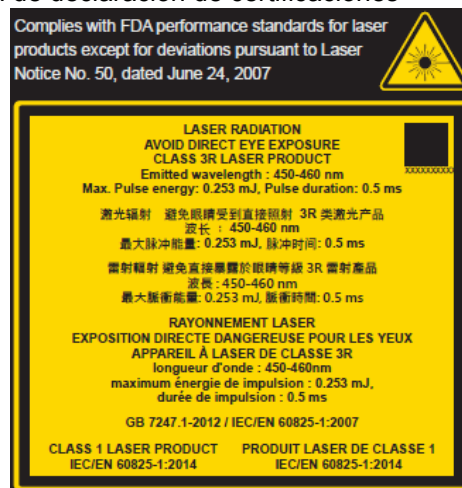 de declaración de certificaciones
Complies with FDA performance standards for laser
products except for deviations pursuant to Laser
Notice No. 50, dated June 24, 2007
LASER RADIATION
AVOID DIRECT EYE EXPOSURE
CLASS 3R LASER PRODUCT
Emitted wavelength : 450-460 nm
Max. Pulse energy: 0.253 mJ, Pulse duration: 0.5 ms
XXXXXXXXXX
激光辐射 避免眼睛受到直接照射 3R 类激光产品
波长 : 450-460 nm
最大脉冲能量: 0.253 mJ, 脉冲时间: 0.5 ms
雷射輻射 避免直接暴露於眼睛等級 3R 雷射產品
波長 : 450-460 nm
最大脈衝能量: 0.253 mJ, 脈衝時間: 0.5 ms
RAYONNEMENT LASER
EXPOSITION DIRECTE DANGEREUSE POUR LES YEUX
APPAREIL À LASER DE CLASSE 3R
longueur d'onde : 450-460nm
maximum énergie de impulsion : 0.253 mJ,
durée de impulsion : 0.5 ms
GB 7247.1-2012 / IEC/EN 60825-1:2007
CLASS 1 LASER PRODUCT PRODUIT LASER DE CLASSE 1
IEC/EN 60825-1:2014 IEC/EN 60825-1:2014